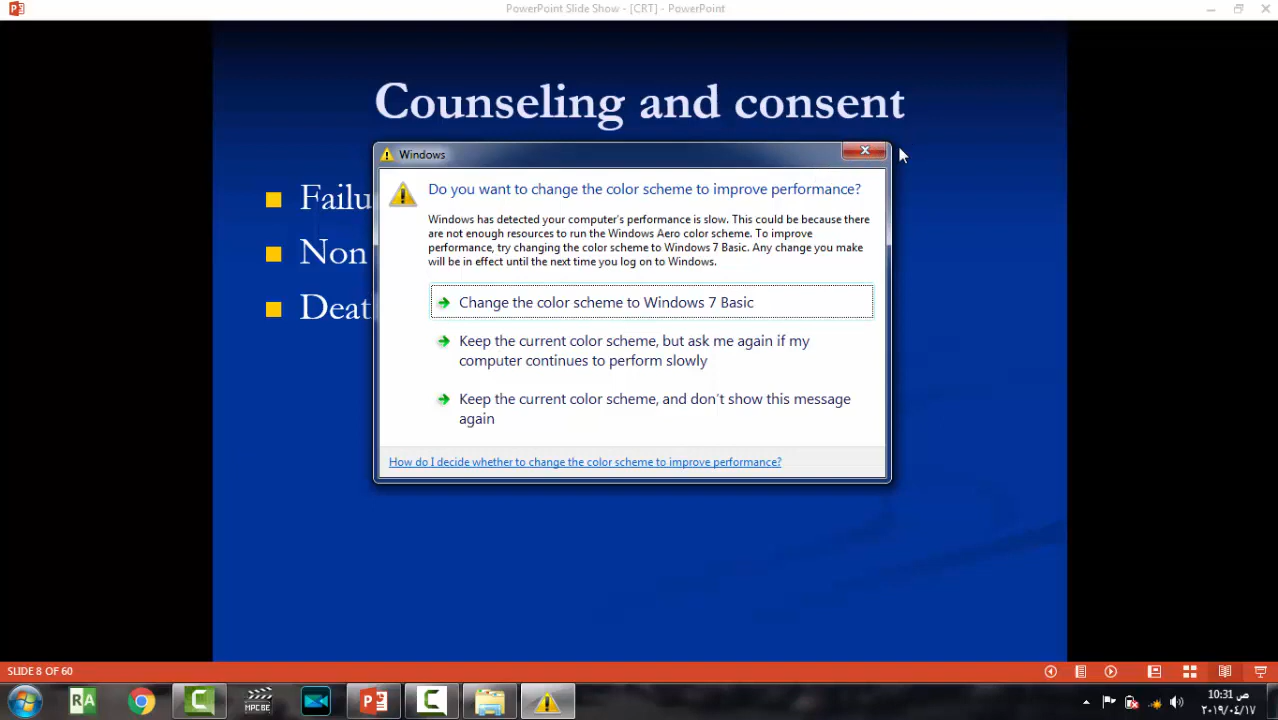 PowerPoint Slide Show - [CRT] - PowerPoint
Counseling and consent
Windows
Do you want to change the color scheme to improve performance?
Windows has detected your computer's performance is slow. This could be because there
are not enough resources to run the Windows Aero color scheme. To improve
performance, try changing the color scheme to Windows 7 Basic. Any change you make
will be in effect until the next time you log on to Windows.
Failu
Non
Deat
Change the color scheme to Windows 7 Basic
Keep the current color scheme, but ask me again if my
computer continues to perform slowly
Keep the current color scheme, and don't show this message
again
How do I decide whether to change the color scheme to improve performance?
SLIDE 8 OF 60
RA
MPC BE
10:31 ص
٢٠١٩/٠٤/١٧